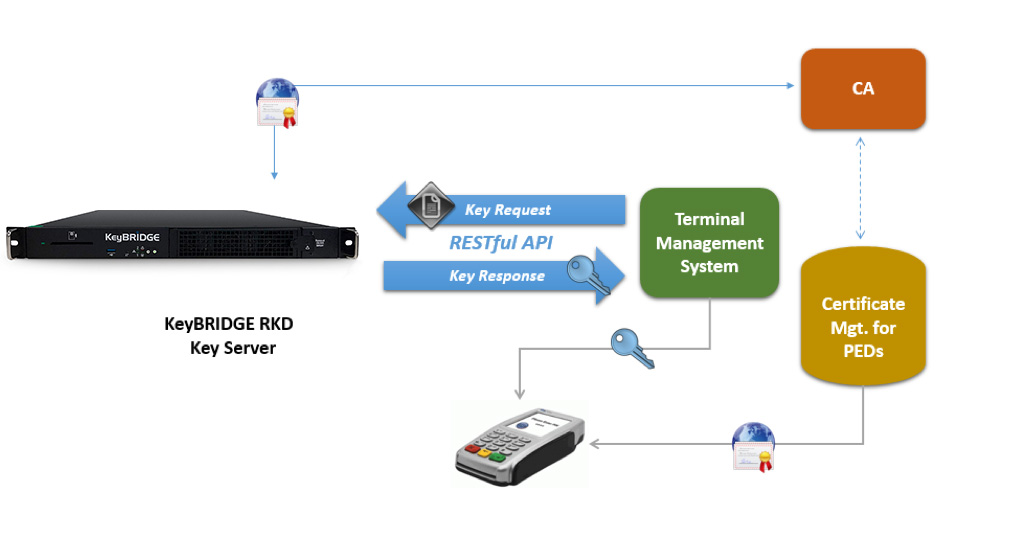 CA
KeyBRIDGE
Key Request
RESTful API
Key Response
Terminal
Management
System
KeyBRIDGE RKD
Key Server
Certificate
Mgt. for
PEDs